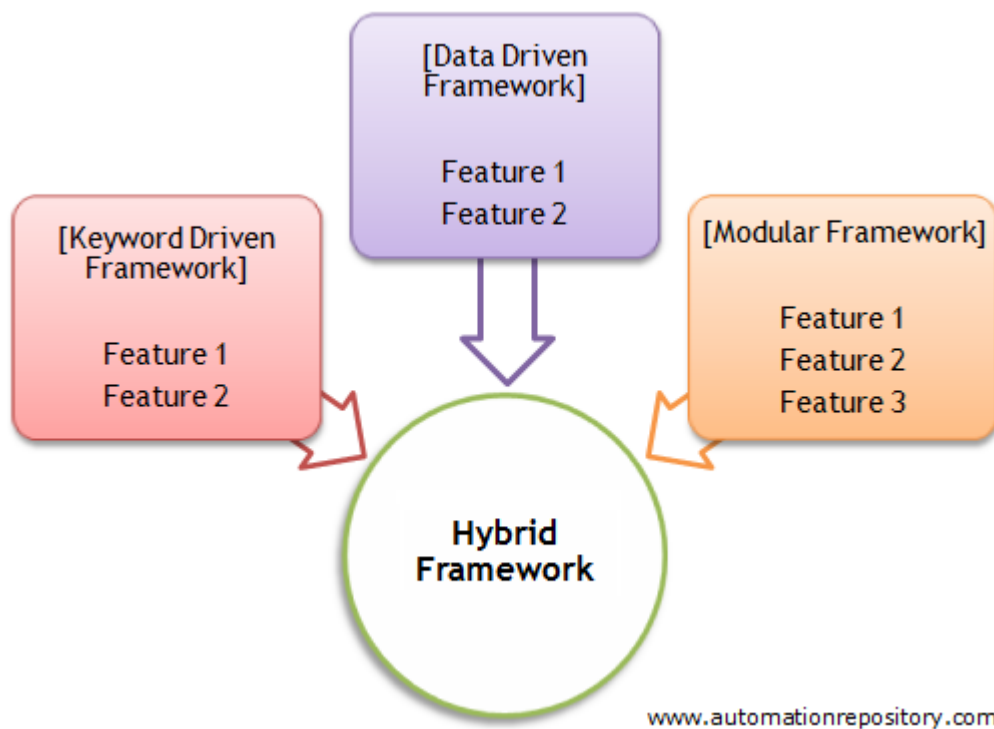 [Data Driven
Framework]
Feature 1
Feature 2
[Keyword Driven
Framework]
Feature 1
Feature 2
[Modular Framework]
Feature 1
Feature 2
Feature 3
Hybrid
Framework
www.automationrepository.com